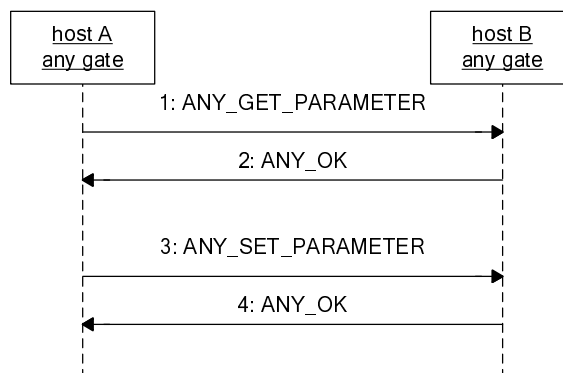 host A
any gate
host B
any gate
1: ANY_GET_PARAMETER
2: ANY_OK
3: ANY_SET_PARAMETER
4: ANY_OK